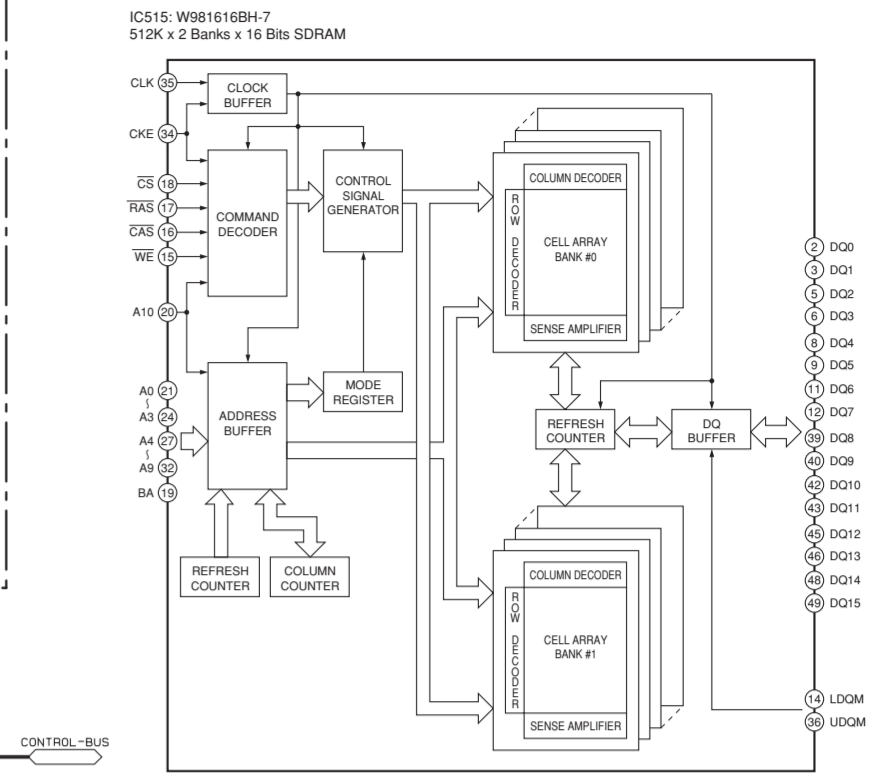 IC515: W981616BH-7
512K x 2 Banks x 16 Bits SDRAM
CLK 35
CLOCK
BUFFER
CKE 34
CS 18
RAS 17
CAS 16
WE 15
COMMAND
DECODER
CONTROL
SIGNAL
GENERATOR
A10 20
COLUMN DECODER
ROW DECODER
CELL ARRAY
BANK #0
SENSE AMPLIFIER
A0 21
A3 24
A4 27
A9 32
BA 19
ADDRESS
BUFFER
MODE
REGISTER
REFRESH
COUNTER
DQ
BUFFER
REFRESH
COUNTER
COLUMN
COUNTER
COLUMN DECODER
ROW DECODER
CELL ARRAY
BANK #1
SENSE AMPLIFIER
2 DQ0
3 DQ1
5 DQ2
6 DQ3
8 DQ4
9 DQ5
11 DQ6
12 DQ7
39 DQ8
40 DQ9
42 DQ10
43 DQ11
45 DQ12
46 DQ13
48 DQ14
49 DQ15
14 LDQM
36 UDQM
CONTROL-BUS